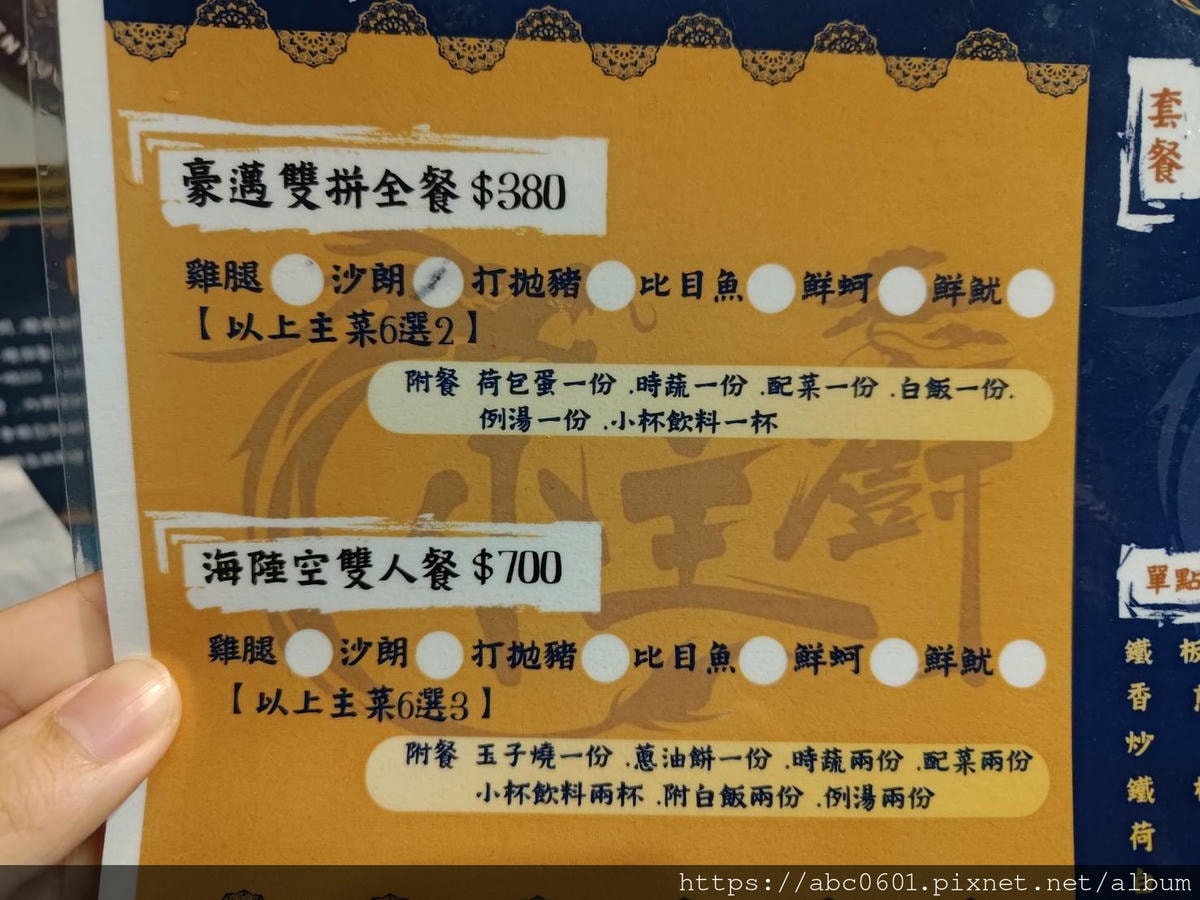 豪邁雙拼全餐 $380
雞腿 沙朗 打拋豬 比目魚 鮮蚵 鮮魷
【以上主菜6選2】
附餐 荷包蛋一份 .時蔬一份 .配菜一份 .白飯一份.
例湯一份 .小杯飲料一杯
小主廚
海陸空雙人餐 $700
雞腿 沙朗 打拋豬 比目魚 鮮蚵 鮮魷
【以上主菜6選3】
附餐 玉子燒一份 .蔥油餅一份 .時蔬兩份 .配菜兩份
小杯飲料兩杯 .附白飯兩份 .例湯兩份
套餐
單點
鐵 板
香 煎
炒
鐵 板
荷
https://abc0601.pixnet.net/album